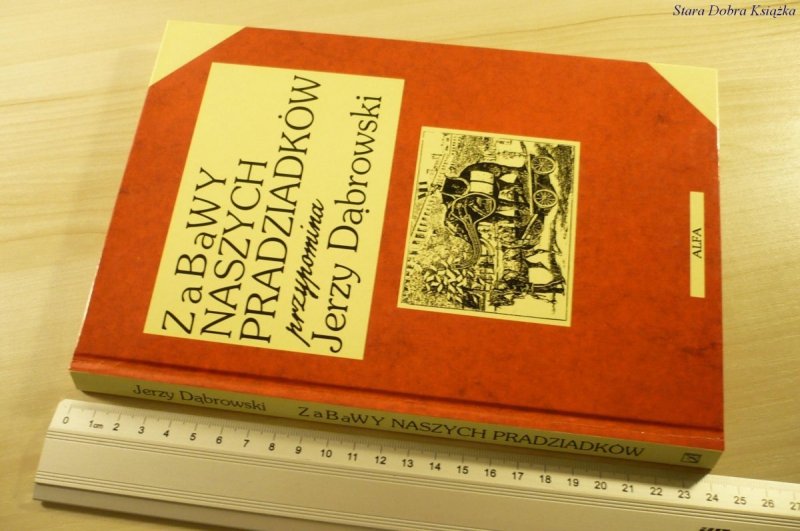 Stara Dobra Książka
ZaBaWY
NASZYCH
PRADZIADKÓW
przypomina
Jerzy Dąbrowski
ALFA
Jerzy Dąbrowski ZaBaWY NASZYCH PRADZIADKÓW
0 1cm 2 3 4 5 6 7 8 9 10 11 12 13 14 15 16 17 18 19 20 21 22 23 24 25 26 27